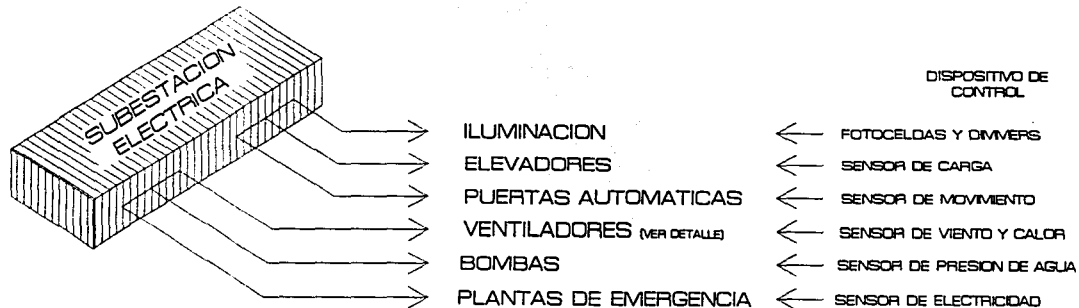 SUBESTACION
ELECTRICA
DISPOSITIVO DE
CONTROL
ILUMINACION
FOTOCELDAS Y DIMMERS
ELEVADORES
SENSOR DE CARGA
PUERTAS AUTOMATICAS
SENSOR DE MOVIMIENTO
VENTILADORES (VER DETALLE)
SENSOR DE VIENTO Y CALOR
BOMBAS
SENSOR DE PRESION DE AGUA
PLANTAS DE EMERGENCIA
SENSOR DE ELECTRICIDAD